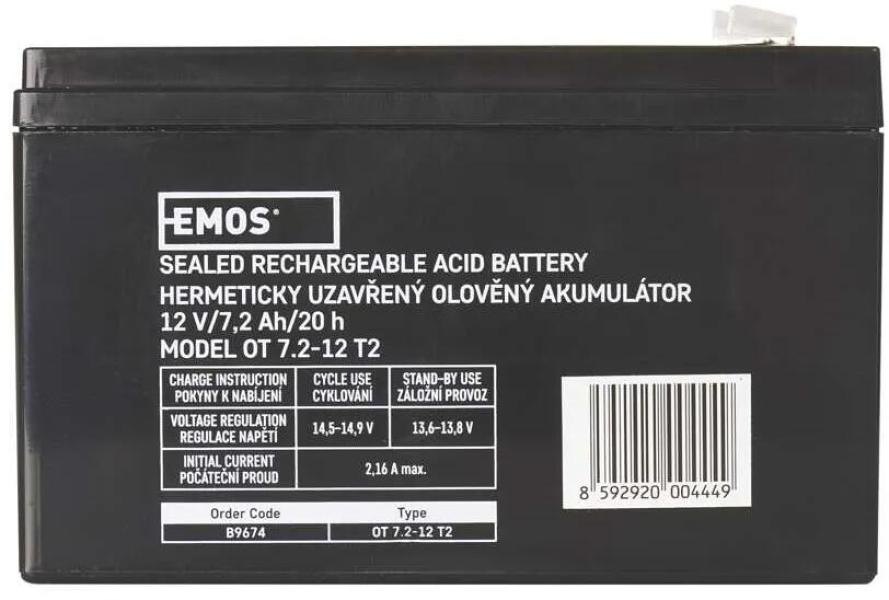 EMOS®
SEALED RECHARGEABLE ACID BATTERY
HERMETICKY UZAVŘENÝ OLOVĚNÝ AKUMULÁTOR
12 V/7,2 Ah/20 h
MODEL OT 7.2-12 T2
CHARGE INSTRUCTION CYCLE USE STAND-BY USE
POKYNY K NABÍJENÍ CYKLOVÁNÍ ZÁLOŽNÍ PROVOZ
VOLTAGE REGULATION
REGULACE NAPĚTÍ 14,5-14,9 V 13,6-13,8 V
INITIAL CURRENT
POČÁTEČNÍ PROUD 2,16 A max.
Order Code Type
B9674 OT 7.2-12 T2
8 592920 004449